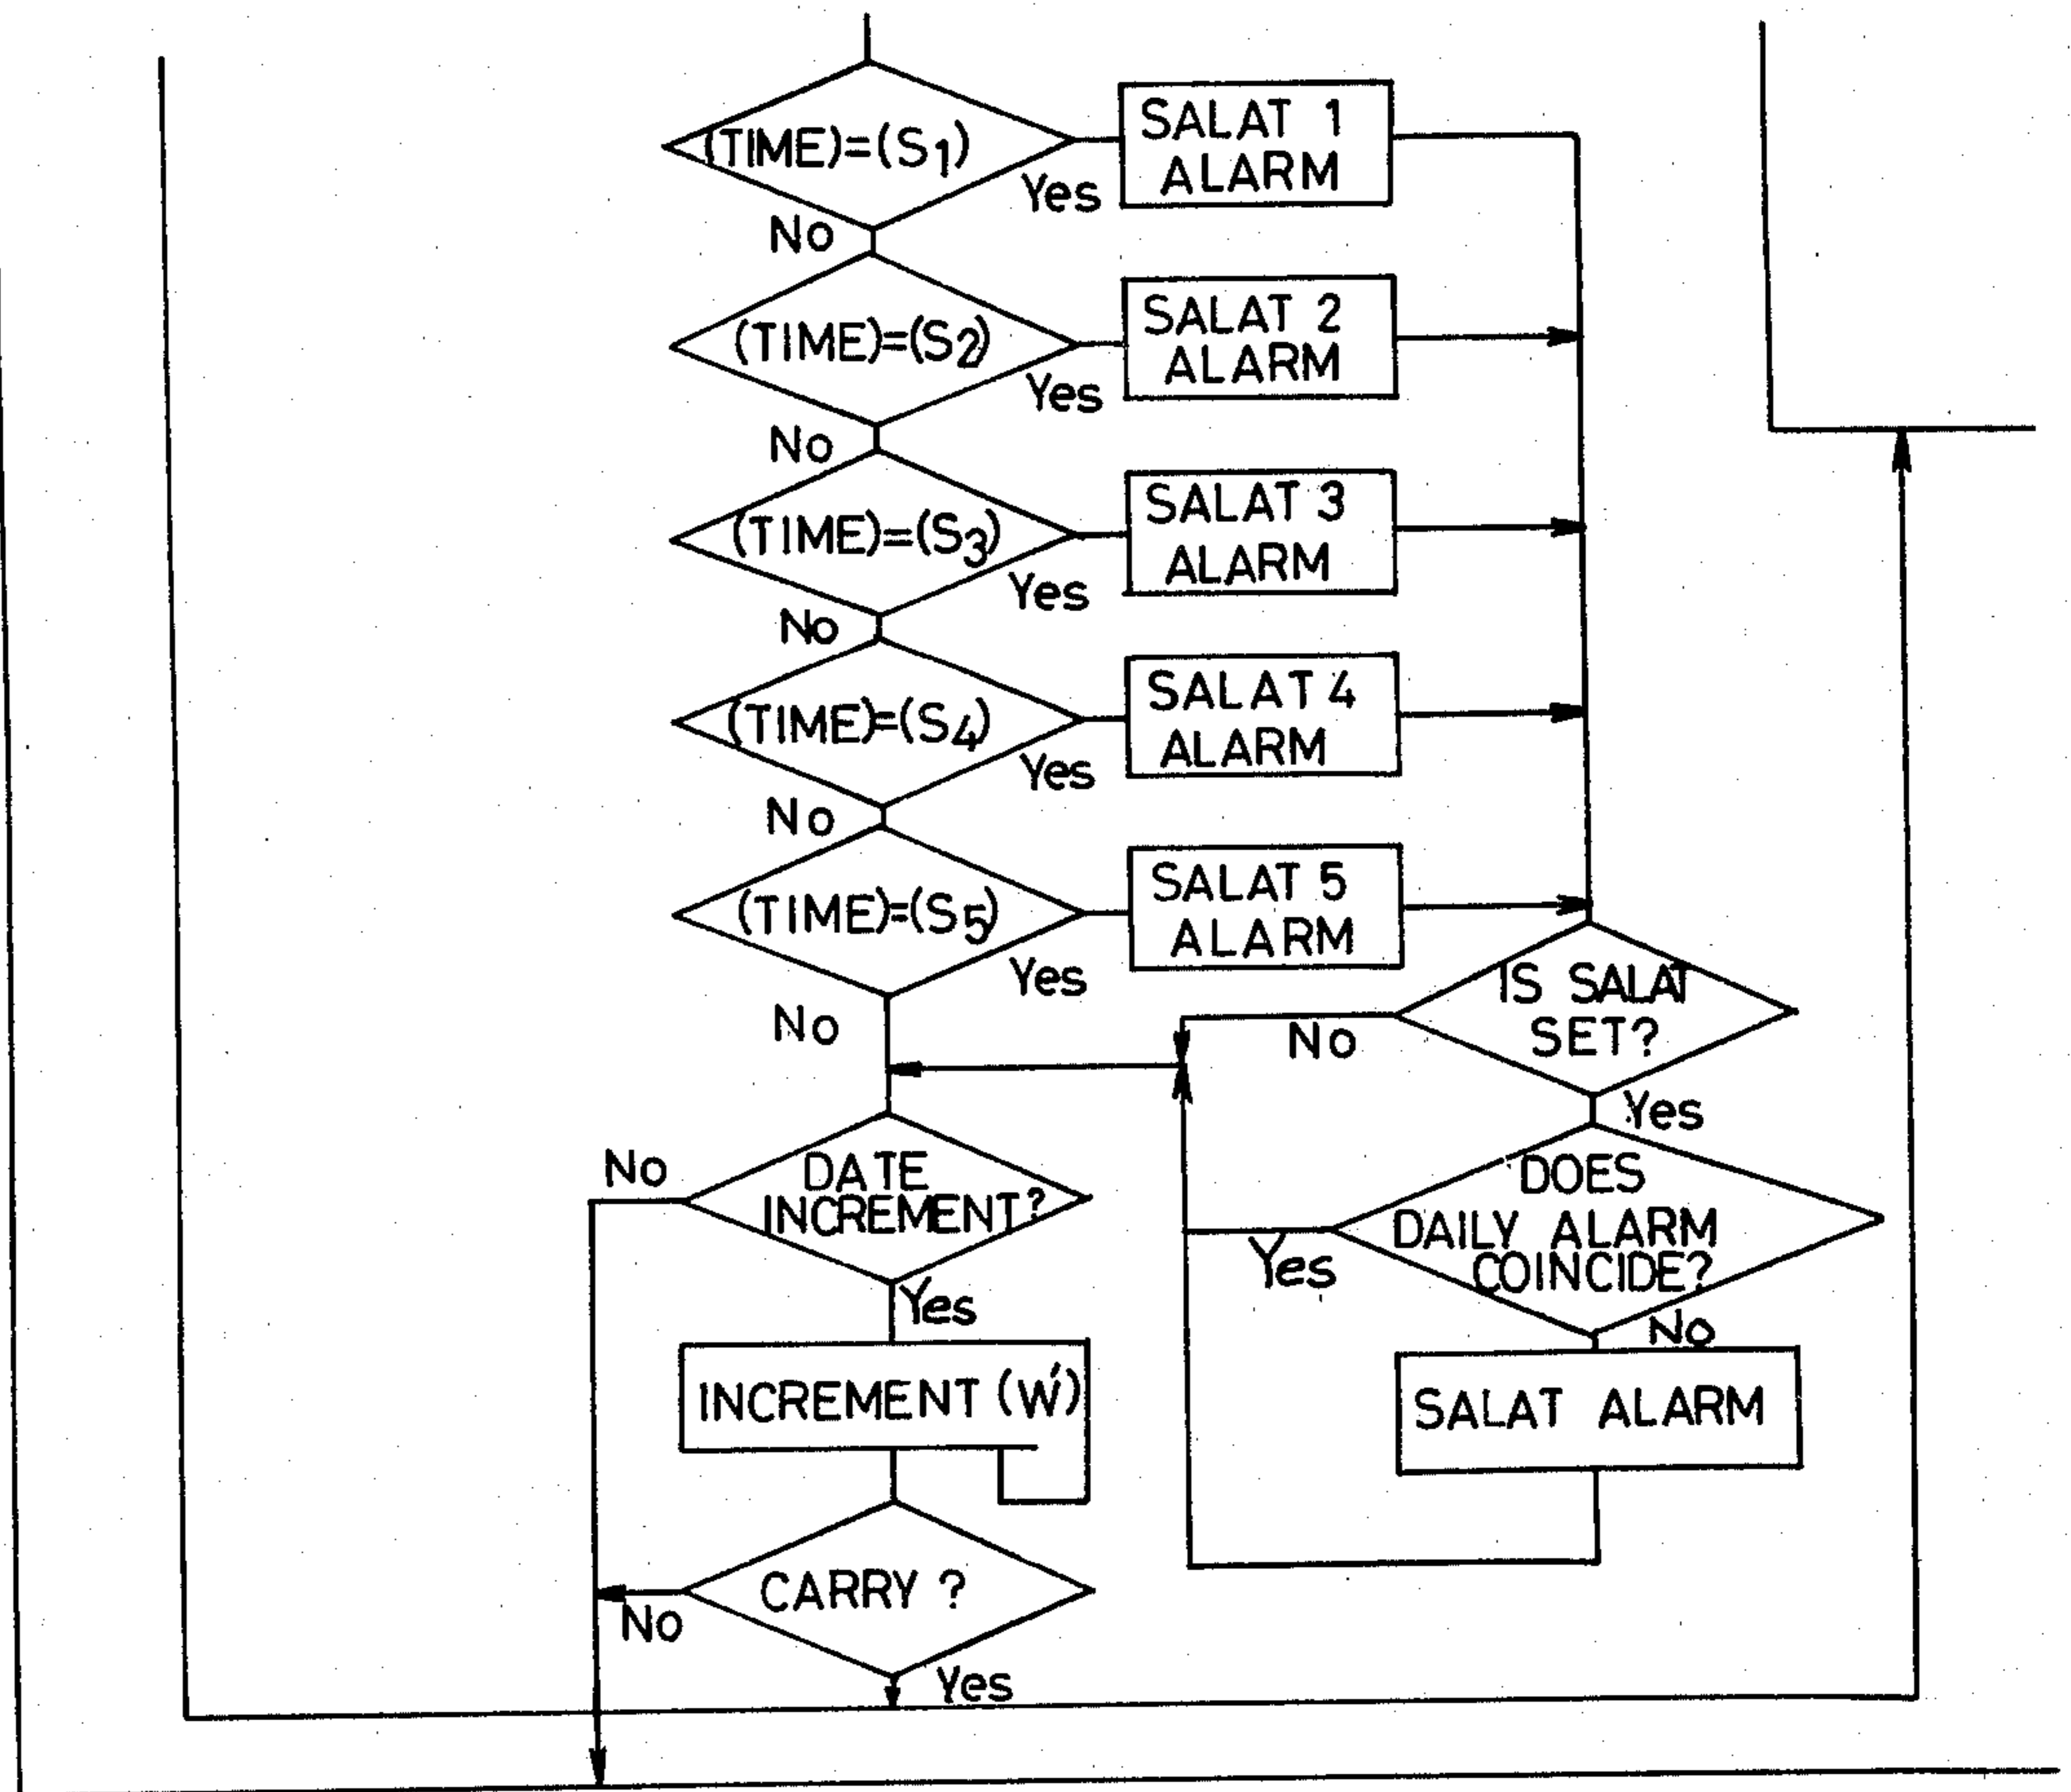 (TIME)=(S1)
Yes
No
SALAT 1
ALARM
(TIME)=(S2)
Yes
No
SALAT 2
ALARM
(TIME)=(S3)
Yes
No
SALAT 3
ALARM
(TIME)=(S4)
Yes
No
SALAT 4
ALARM
(TIME)=(S5)
Yes
No
SALAT 5
ALARM
IS SALAT
SET?
No
Yes
DOES
DAILY ALARM
COINCIDE?
Yes
No
SALAT ALARM
DATE
INCREMENT?
No
Yes
INCREMENT (W')
CARRY ?
No
Yes